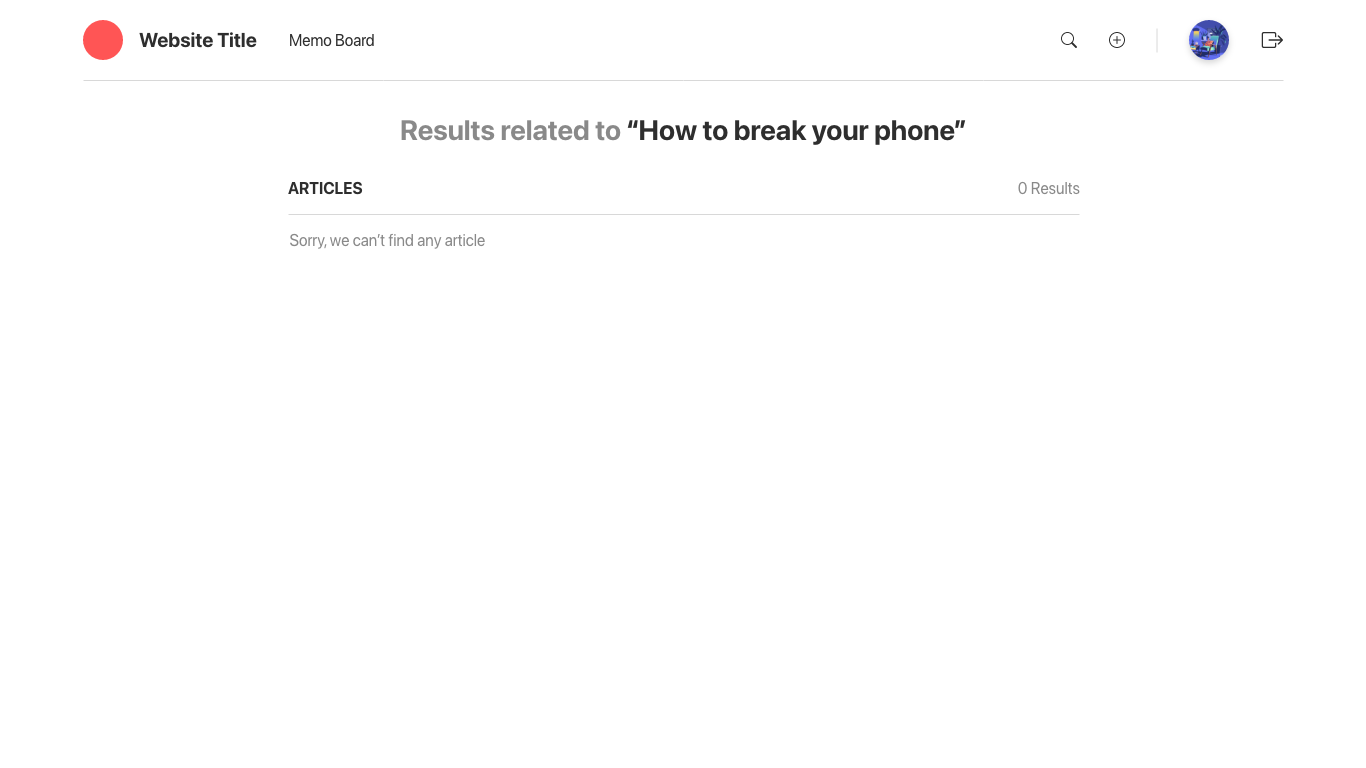 Website Title
Memo Board
Results related to “How to break your phone”
ARTICLES
0 Results
Sorry, we can’t find any article